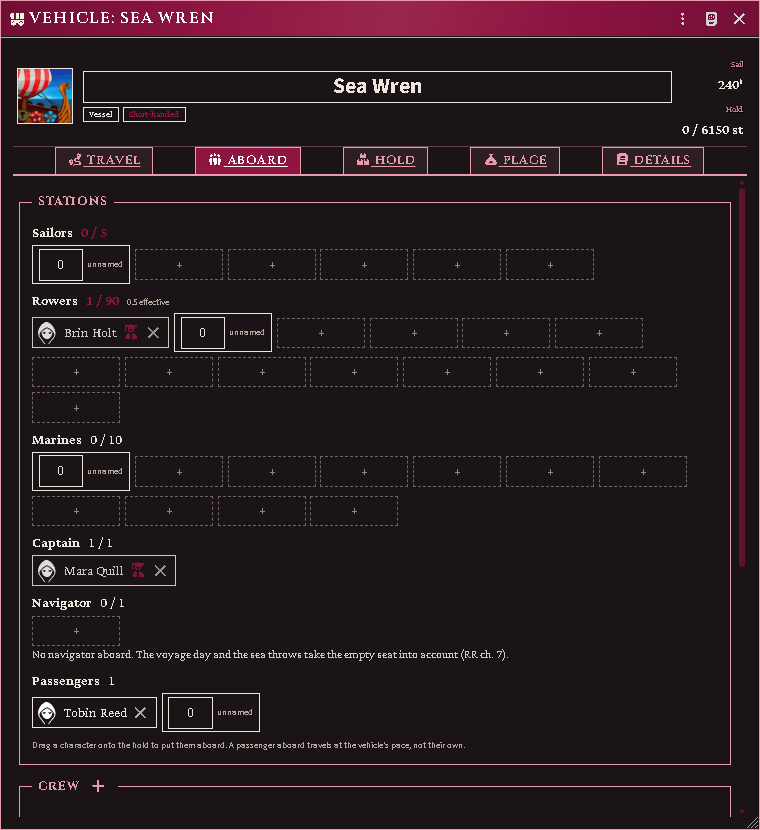 VEHICLE: SEA WREN
Sail
Sea Wren
240'
Vessel
Short-handed
Hold
0 / 6150 st
TRAVEL
ABOARD
HOLD
PLACE
DETAILS
STATIONS
Sailors 0 / 5
0 unnamed + + + + +
Rowers 1 / 90 0.5 effective
Brin Holt 0 unnamed + + + +
+ + + + + + +
+
Marines 0 / 10
0 unnamed + + + + + +
+ + + +
Captain 1 / 1
Mara Quill
Navigator 0 / 1
+
No navigator aboard. The voyage day and the sea throws take the empty seat into account (RR ch. 7).
Passengers 1
Tobin Reed 0 unnamed
Drag a character onto the hold to put them aboard. A passenger aboard travels at the vehicle's pace, not their own.
CREW +